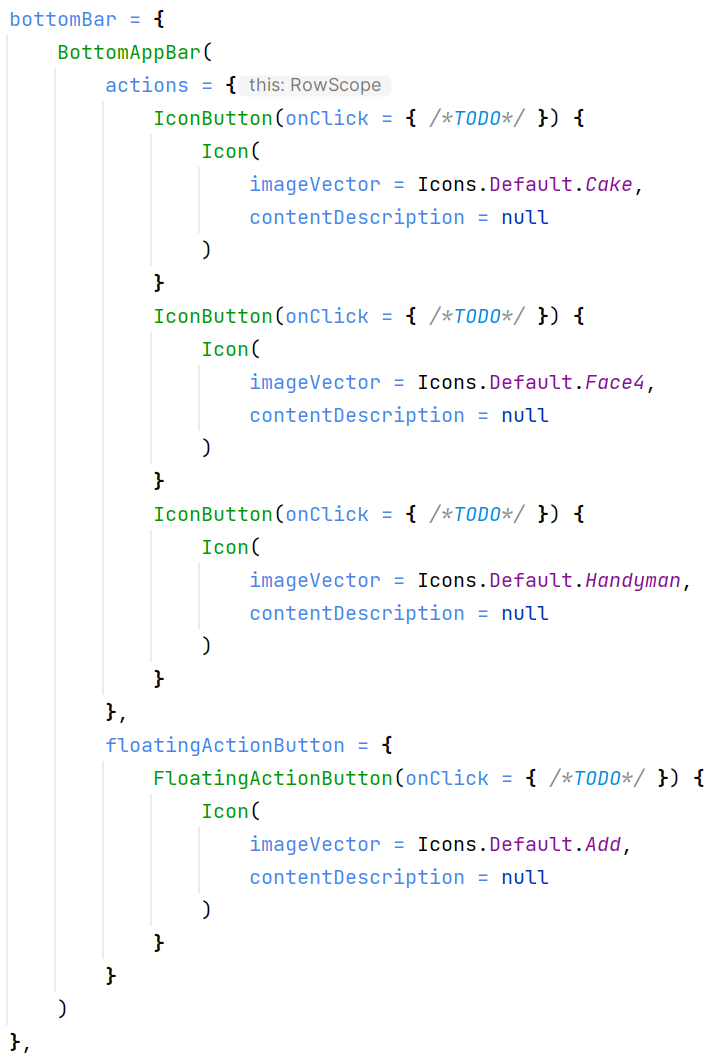 bottomBar = {
    BottomAppBar(
        actions = { this: RowScope
            IconButton(onClick = { /*TODO*/ }) {
                Icon(
                    imageVector = Icons.Default.Cake,
                    contentDescription = null
                )
            }
            IconButton(onClick = { /*TODO*/ }) {
                Icon(
                    imageVector = Icons.Default.Face4,
                    contentDescription = null
                )
            }
            IconButton(onClick = { /*TODO*/ }) {
                Icon(
                    imageVector = Icons.Default.Handyman,
                    contentDescription = null
                )
            }
        },
        floatingActionButton = {
            FloatingActionButton(onClick = { /*TODO*/ }) {
                Icon(
                    imageVector = Icons.Default.Add,
                    contentDescription = null
                )
            }
        }
    )
},